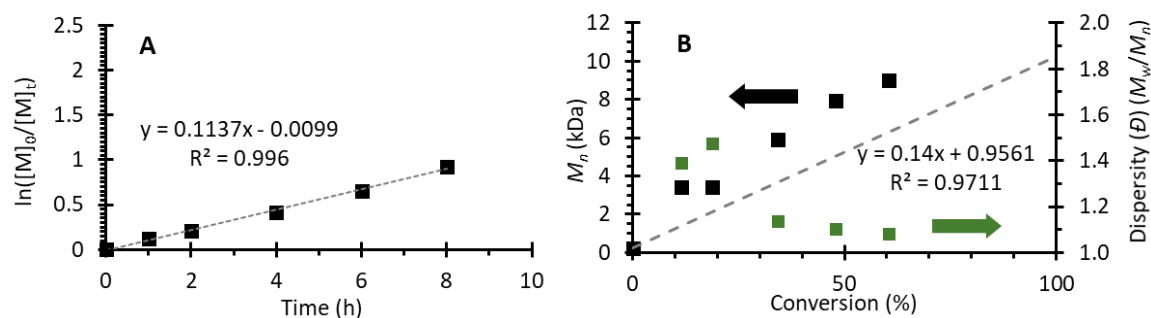 A
2.5
2
1.5
1
0.5
0
ln([M]₀/[M]ₜ)
y = 0.1137x - 0.0099
R² = 0.996
0 2 4 6 8 10
Time (h)
B
12
10
8
6
4
2
0
Mn (kDa)
y = 0.14x + 0.9561
R² = 0.9711
2.0
1.8
1.6
1.4
1.2
1.0
Dispersity (Đ) (Mw/Mn)
0 50 100
Conversion (%)